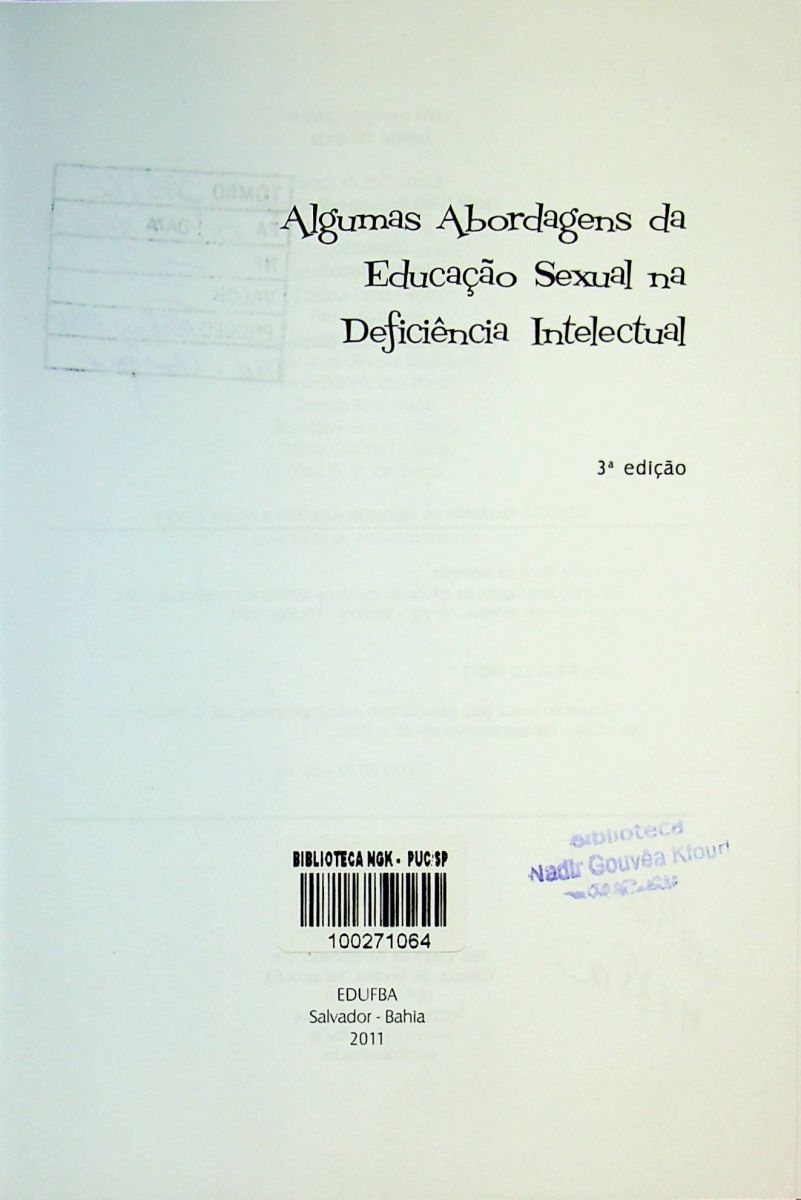 Algumas Abordagens da
Educação Sexual na
Deficiência Intelectual
3ª edição
BIBLIOTECA NGK - PUC/SP
100271064
Biblioteca
Nadir Gouvêa Kfouri
EDUFBA
Salvador - Bahia
2011